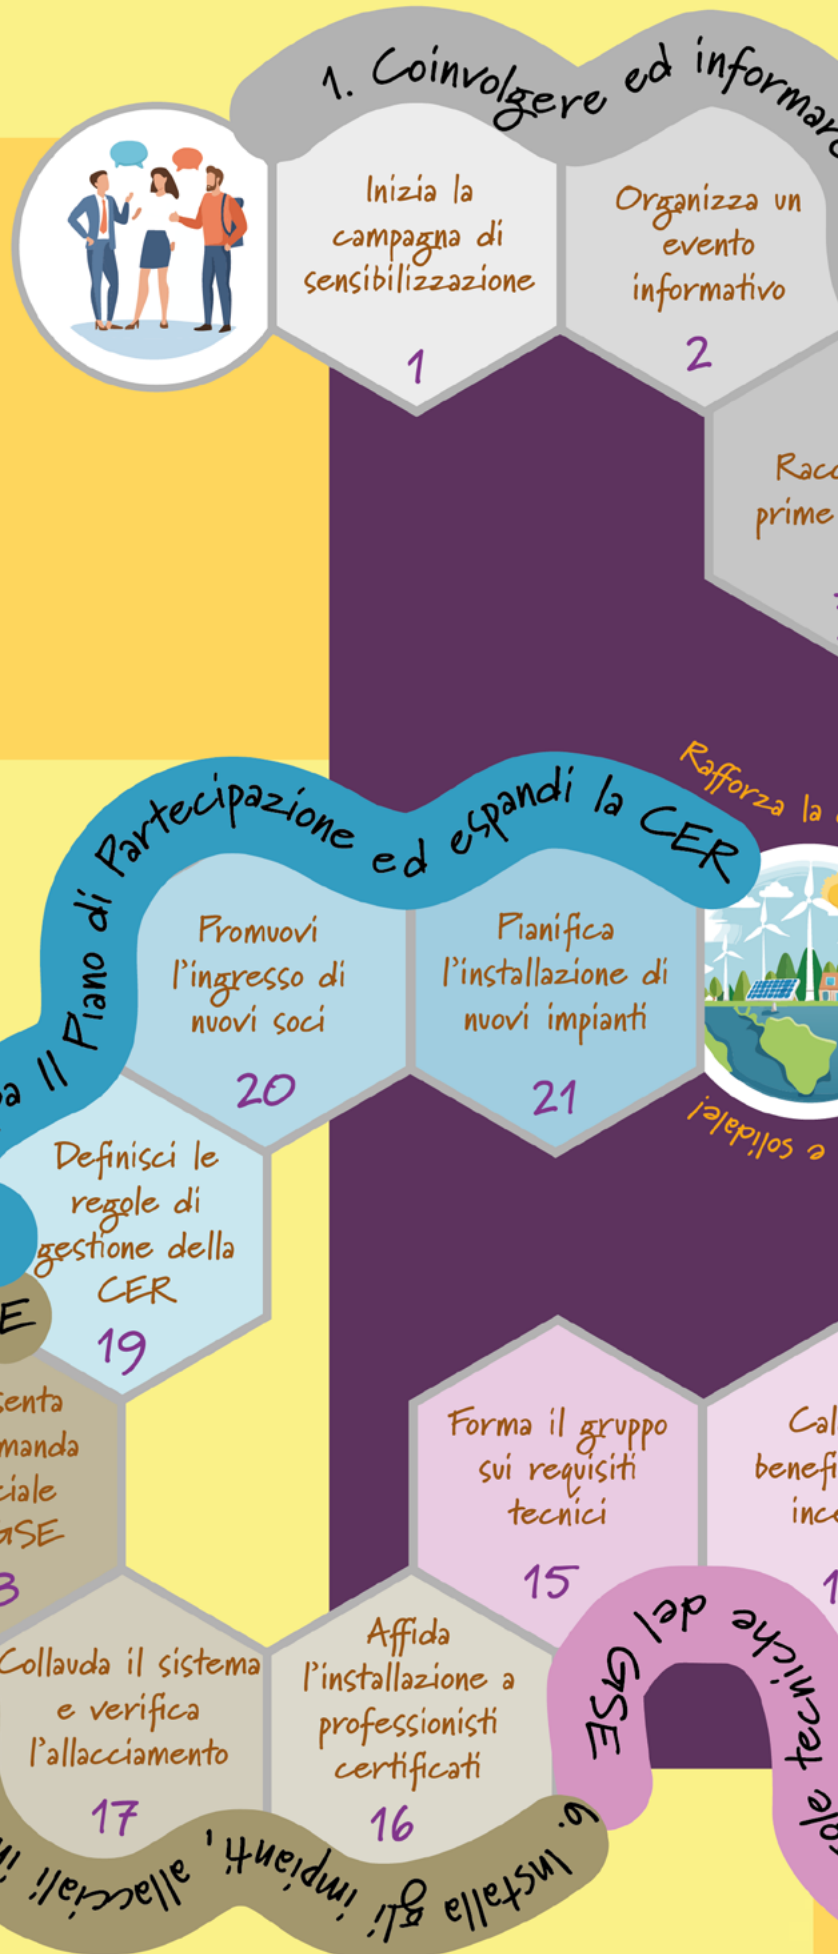 1. Coinvolgere ed informare
Inizia la
campagna di
sensibilizzazione
1
Organizza un
evento
informativo
2
prime
Rafforza la
e solidale!
Il Piano di Partecipazione ed espandi la CER
Promuovi
l'ingresso di
nuovi soci
20
Pianifica
l'installazione di
nuovi impianti
21
Definisci le
regole di
gestione della
CER
19
Forma il gruppo
sui requisiti
tecnici
15
tecniche del GSE
Collauda il sistema
e verifica
l'allacciamento
17
Affida
l'installazione a
professionisti
certificati
16
6. Installa gli impianti, allacciali